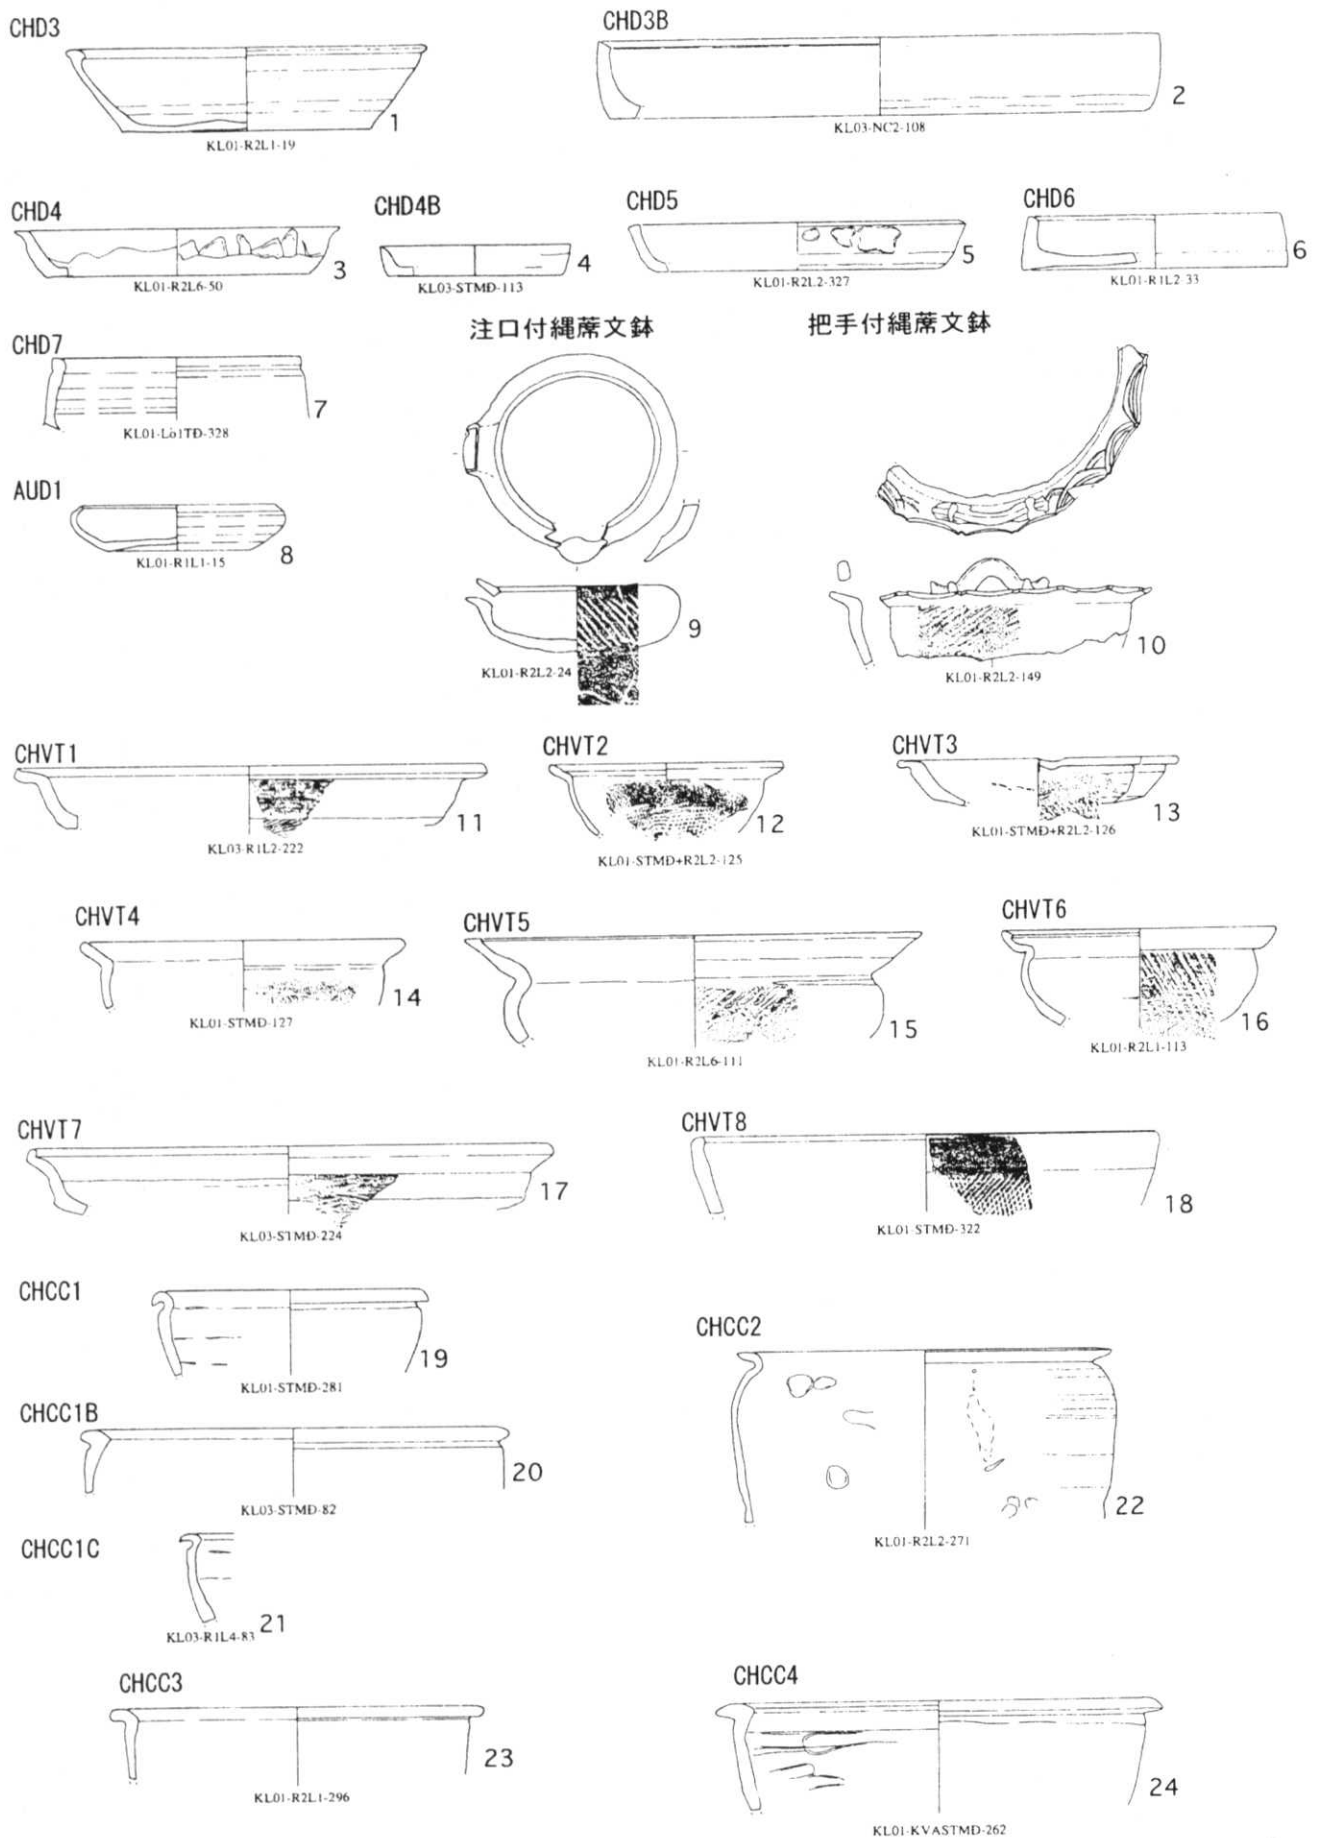 CHD3
1
KL01-R2L1-19
CHD3B
2
KL03-NC2-108
CHD4
3
KL01-R2L6-50
CHD4B
4
KL03-STMĐ-113
CHD5
5
KL01-R2L2-327
CHD6
6
KL01-R1L2-33
CHD7
7
KL01-Lò1TĐ-328
注口付縄蓆文鉢
9
KL01-R2L2-24
把手付縄蓆文鉢
10
KL01-R2L2-149
AUD1
8
KL01-R1L1-15
CHVT1
11
KL03-R1L2-222
CHVT2
12
KL01-STMĐ+R2L2-125
CHVT3
13
KL01-STMĐ+R2L2-126
CHVT4
14
KL01-STMĐ-127
CHVT5
15
KL01-R2L6-111
CHVT6
16
KL01-R2L1-113
CHVT7
17
KL03-STMĐ-224
CHVT8
18
KL01-STMĐ-322
CHCC1
19
KL01-STMĐ-281
CHCC1B
20
KL03-STMĐ-82
CHCC1C
21
KL03-R1L4-83
CHCC2
22
KL01-R2L2-271
CHCC3
23
KL01-R2L1-296
CHCC4
24
KL01-KVASTMĐ-262